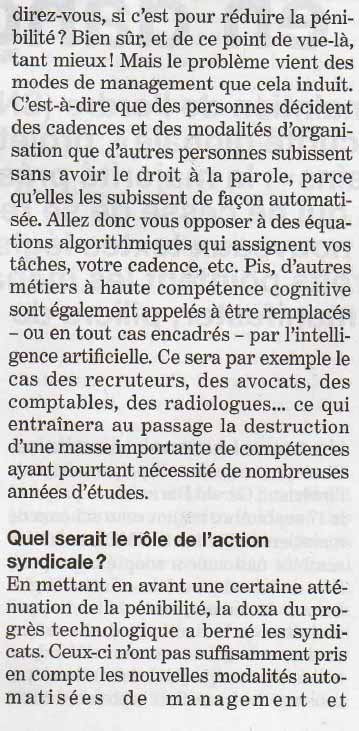 direz-vous, si c'est pour réduire la péni-
bilité ? Bien sûr, et de ce point de vue-là,
tant mieux ! Mais le problème vient des
modes de management que cela induit.
C'est-à-dire que des personnes décident
des cadences et des modalités d'organi-
sation que d'autres personnes subissent
sans avoir le droit à la parole, parce
qu'elles les subissent de façon automati-
sée. Allez donc vous opposer à des équa-
tions algorithmiques qui assignent vos
tâches, votre cadence, etc. Pis, d'autres
métiers à haute compétence cognitive
sont également appelés à être remplacés
– ou en tout cas encadrés – par l'intelli-
gence artificielle. Ce sera par exemple le
cas des recruteurs, des avocats, des
comptables, des radiologues... ce qui
entraînera au passage la destruction
d'une masse importante de compétences
ayant pourtant nécessité de nombreuses
années d'études.
Quel serait le rôle de l'action
syndicale ?
En mettant en avant une certaine atté-
nuation de la pénibilité, la doxa du pro-
grès technologique a berné les syndi-
cats. Ceux-ci n'ont pas suffisamment pris
en compte les nouvelles modalités auto-
matisées de management et